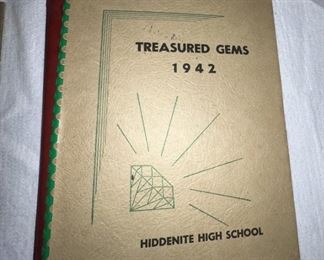 TREASURED GEMS
1942
HIDDENITE HIGH SCHOOL